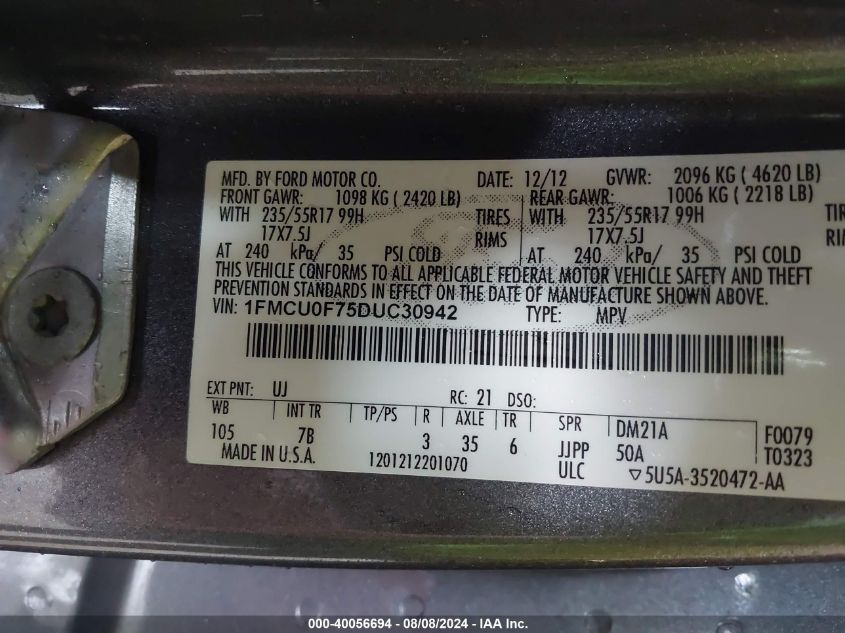 MFD. BY FORD MOTOR CO. DATE: 12/12 GVWR: 2096 KG ( 4620 LB)
FRONT GAWR: 1098 KG ( 2420 LB) REAR GAWR: 1006 KG ( 2218 LB)
WITH 235/55R17 99H TIRES WITH 235/55R17 99H TIRE
17X7.5J RIMS 17X7.5J RIM
AT 240 kPa/ 35 PSI COLD AT 240 kPa/ 35 PSI COLD
THIS VEHICLE CONFORMS TO ALL APPLICABLE FEDERAL MOTOR VEHICLE SAFETY AND THEFT
PREVENTION STANDARDS IN EFFECT ON THE DATE OF MANUFACTURE SHOWN ABOVE.
VIN: 1FMCU0F75DUC30942 TYPE: MPV
EXT PNT: UJ RC: 21 DSO:
WB INT TR TP/PS R AXLE TR SPR DM21A F0079
105 7B 3 35 6 JJPP 50A T0323
MADE IN U.S.A. 1201212201070 ULC ▽5U5A-3520472-AA
000-40056694 - 08/08/2024 - IAA Inc.